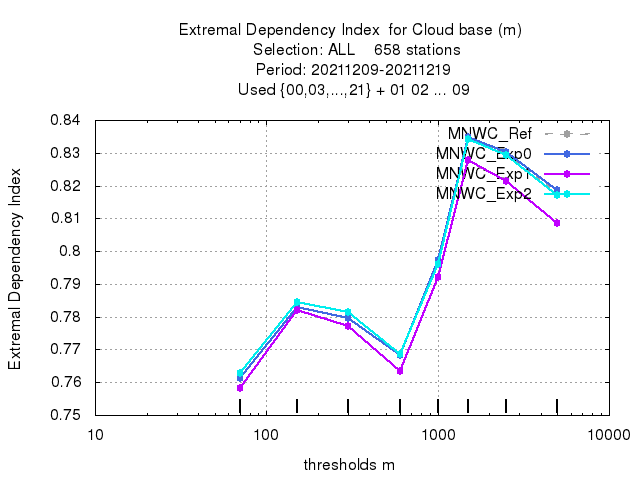 Extremal Dependency Index  for Cloud base (m)
Selection: ALL    658 stations
Period: 20211209-20211219
Used {00,03,...,21} + 01 02 ... 09
Extremal Dependency Index
0.84
0.83
0.82
0.81
0.8
0.79
0.78
0.77
0.76
0.75
MNWC_Ref
MNWC_Exp0
MNWC_Exp1
MNWC_Exp2
10 100 1000 10000
thresholds m